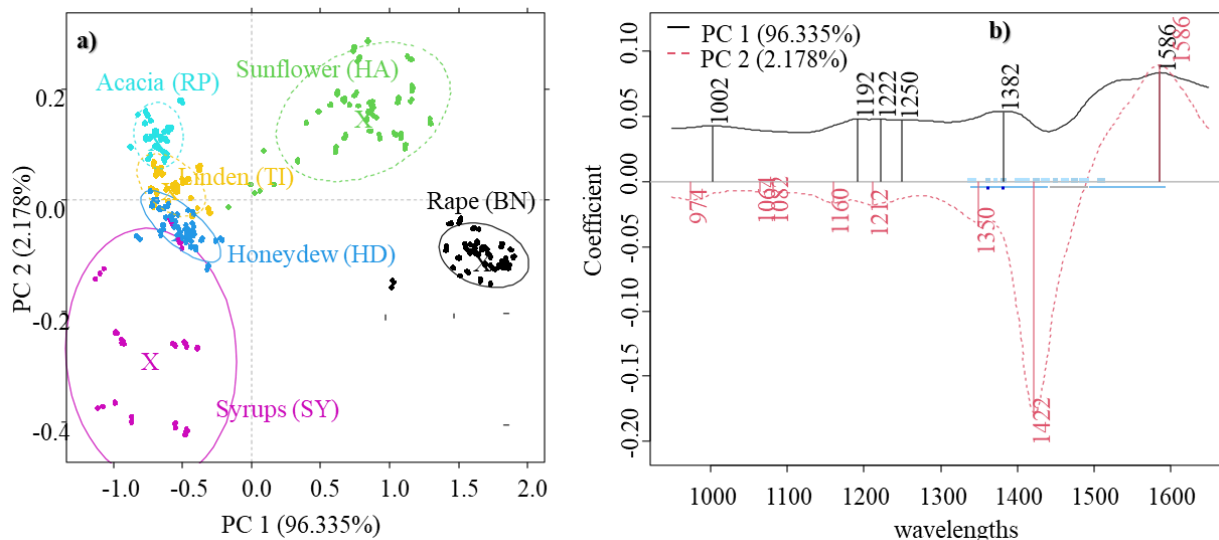 a)
Sunflower (HA)
Acacia (RP)
Linden (TI)
Rape (BN)
Honeydew (HD)
Syrups (SY)
X
X
X
PC 2 (2.178%)
0.2
0.0
-0.2
-0.4
-1.0 -0.5 0.0 0.5 1.0 1.5 2.0
PC 1 (96.335%)
b)
PC 1 (96.335%)
PC 2 (2.178%)
1002
1192
1222
1250
1382
1586
1586
974
1064
1082
1160
1212
1350
1422
Coefficient
0.10
0.05
0.00
-0.05
-0.10
-0.15
-0.20
1000 1100 1200 1300 1400 1500 1600
wavelengths